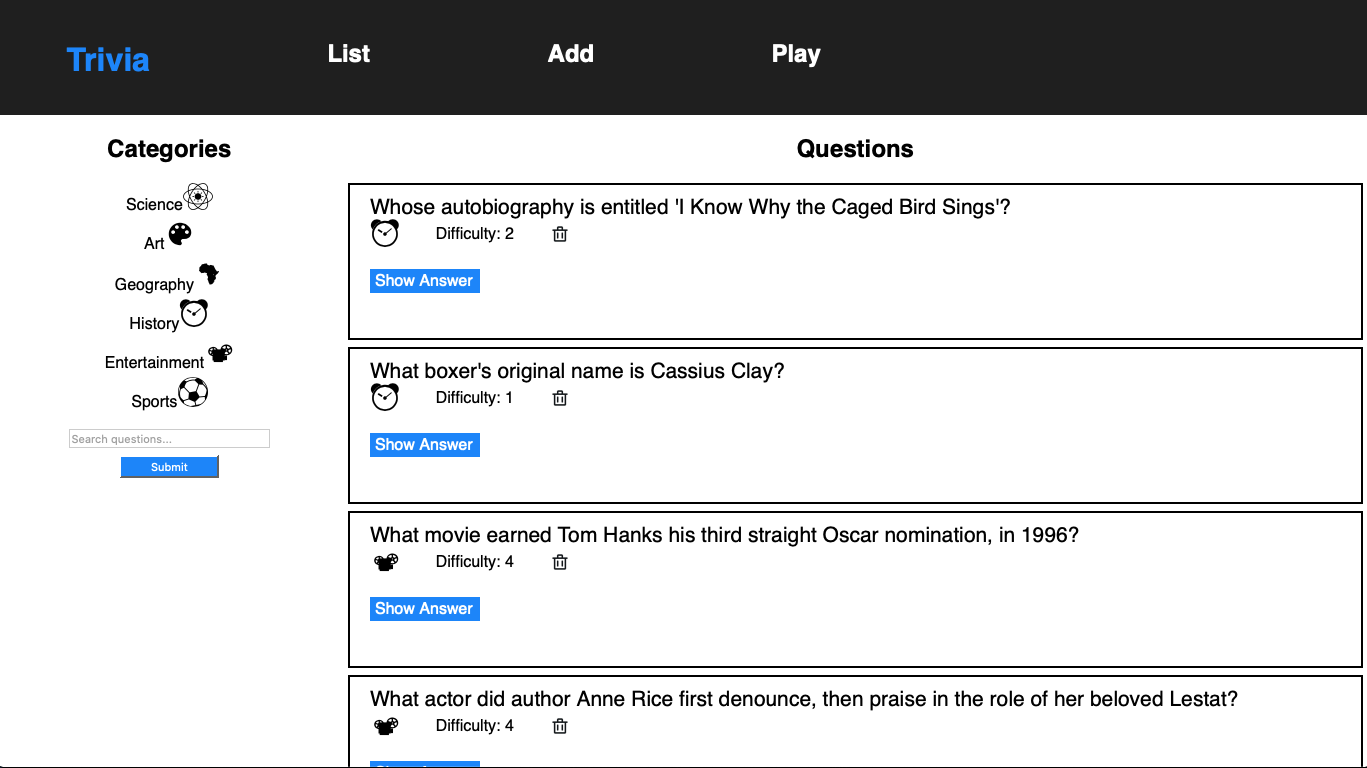 Trivia
List
Add
Play
Categories
Science
Art
Geography
History
Entertainment
Sports
Search questions...
Submit
Questions
Whose autobiography is entitled 'I Know Why the Caged Bird Sings'?
Difficulty: 2
Show Answer
What boxer's original name is Cassius Clay?
Difficulty: 1
Show Answer
What movie earned Tom Hanks his third straight Oscar nomination, in 1996?
Difficulty: 4
Show Answer
What actor did author Anne Rice first denounce, then praise in the role of her beloved Lestat?
Difficulty: 4